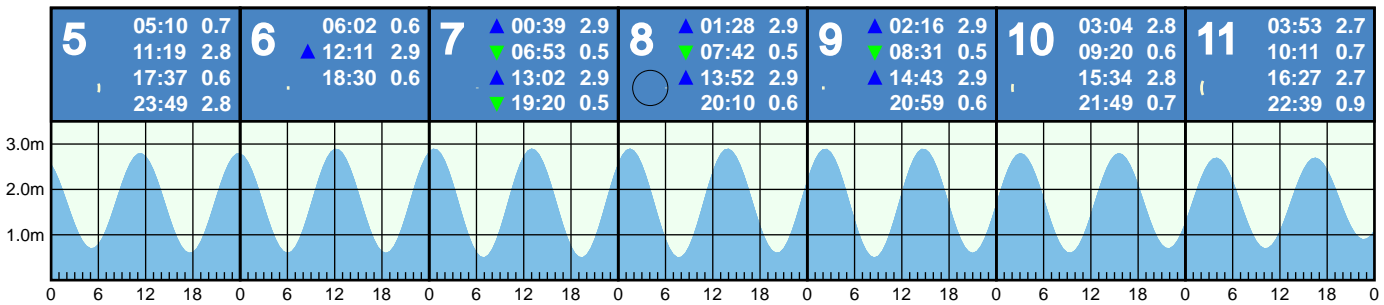 5 05:10 0.7
11:19 2.8
17:37 0.6
23:49 2.8
6 06:02 0.6
▲ 12:11 2.9
18:30 0.6
7 ▲ 00:39 2.9
▼ 06:53 0.5
▲ 13:02 2.9
▼ 19:20 0.5
8 ▲ 01:28 2.9
▼ 07:42 0.5
▲ 13:52 2.9
20:10 0.6
9 ▲ 02:16 2.9
▼ 08:31 0.5
▲ 14:43 2.9
20:59 0.6
10 03:04 2.8
09:20 0.6
15:34 2.8
21:49 0.7
11 03:53 2.7
10:11 0.7
16:27 2.7
22:39 0.9
3.0m
2.0m
1.0m
0 6 12 18 0 6 12 18 0 6 12 18 0 6 12 18 0 6 12 18 0 6 12 18 0 6 12 18 0